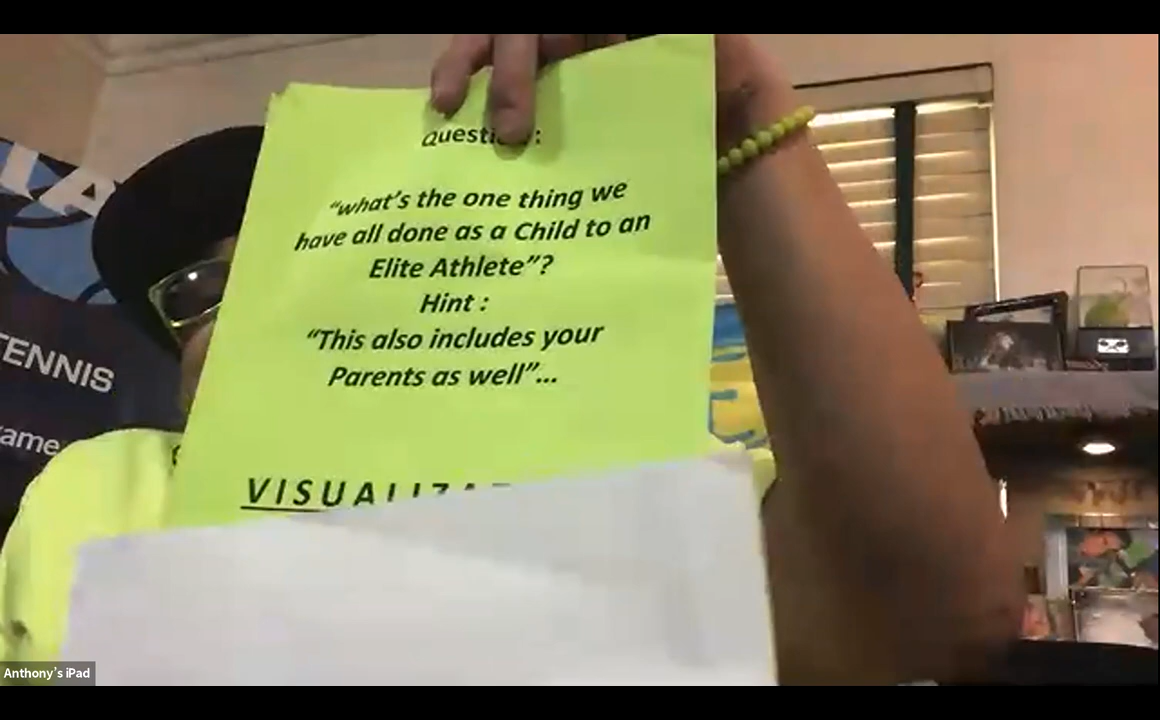 Question:
"what's the one thing we
have all done as a Child to an
Elite Athlete"?
Hint :
"This also includes your
Parents as well"...
TENNIS
Anthony's iPad